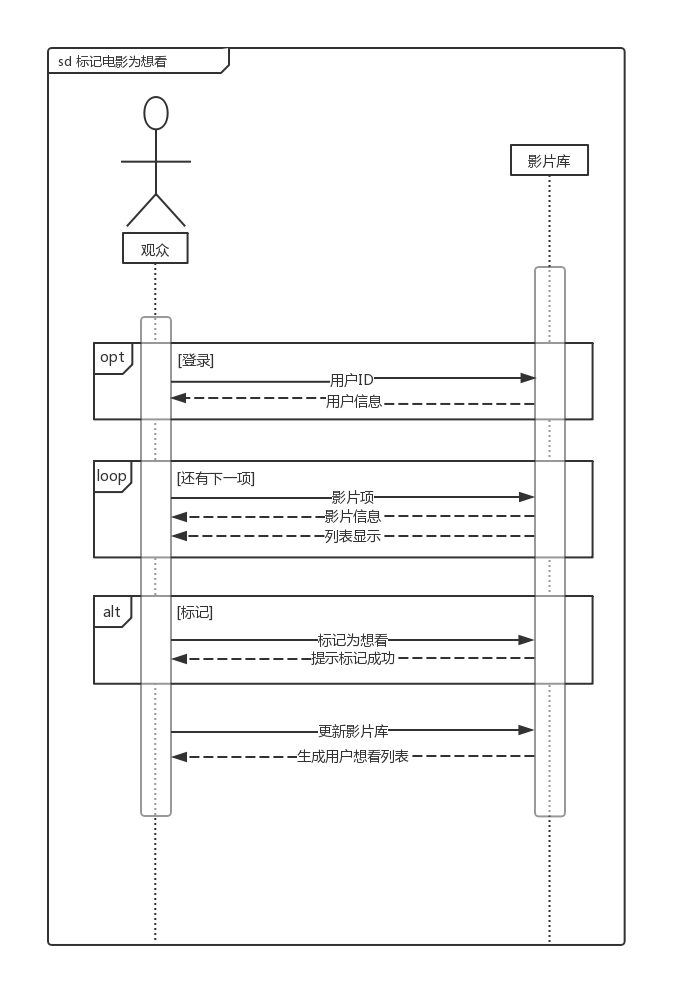 sd 标记电影为想看
影片库
观众
opt
[登录]
用户ID
用户信息
loop
[还有下一项]
影片项
影片信息
列表显示
alt
[标记]
标记为想看
提示标记成功
更新影片库
生成用户想看列表